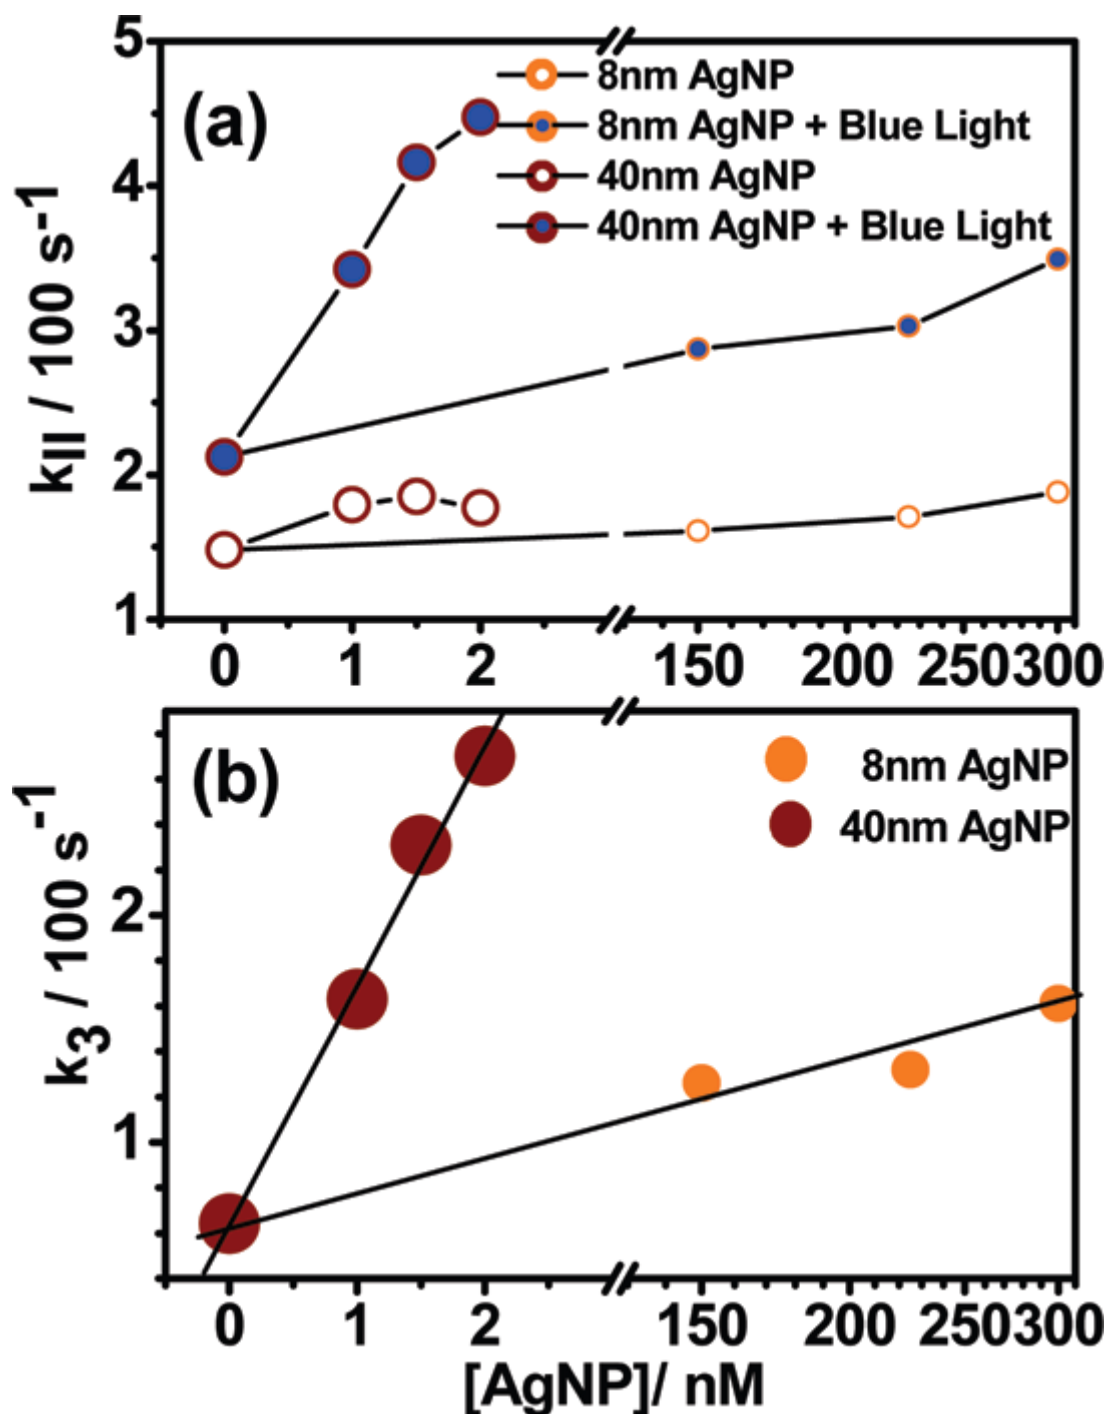 (a)
8nm AgNP
8nm AgNP + Blue Light
40nm AgNP
40nm AgNP + Blue Light
5
4
3
2
1
k_II / 100 s^-1
0 1 2 150 200 250 300
(b)
8nm AgNP
40nm AgNP
2
1
k_3 / 100 s^-1
0 1 2 150 200 250 300
[AgNP]/ nM